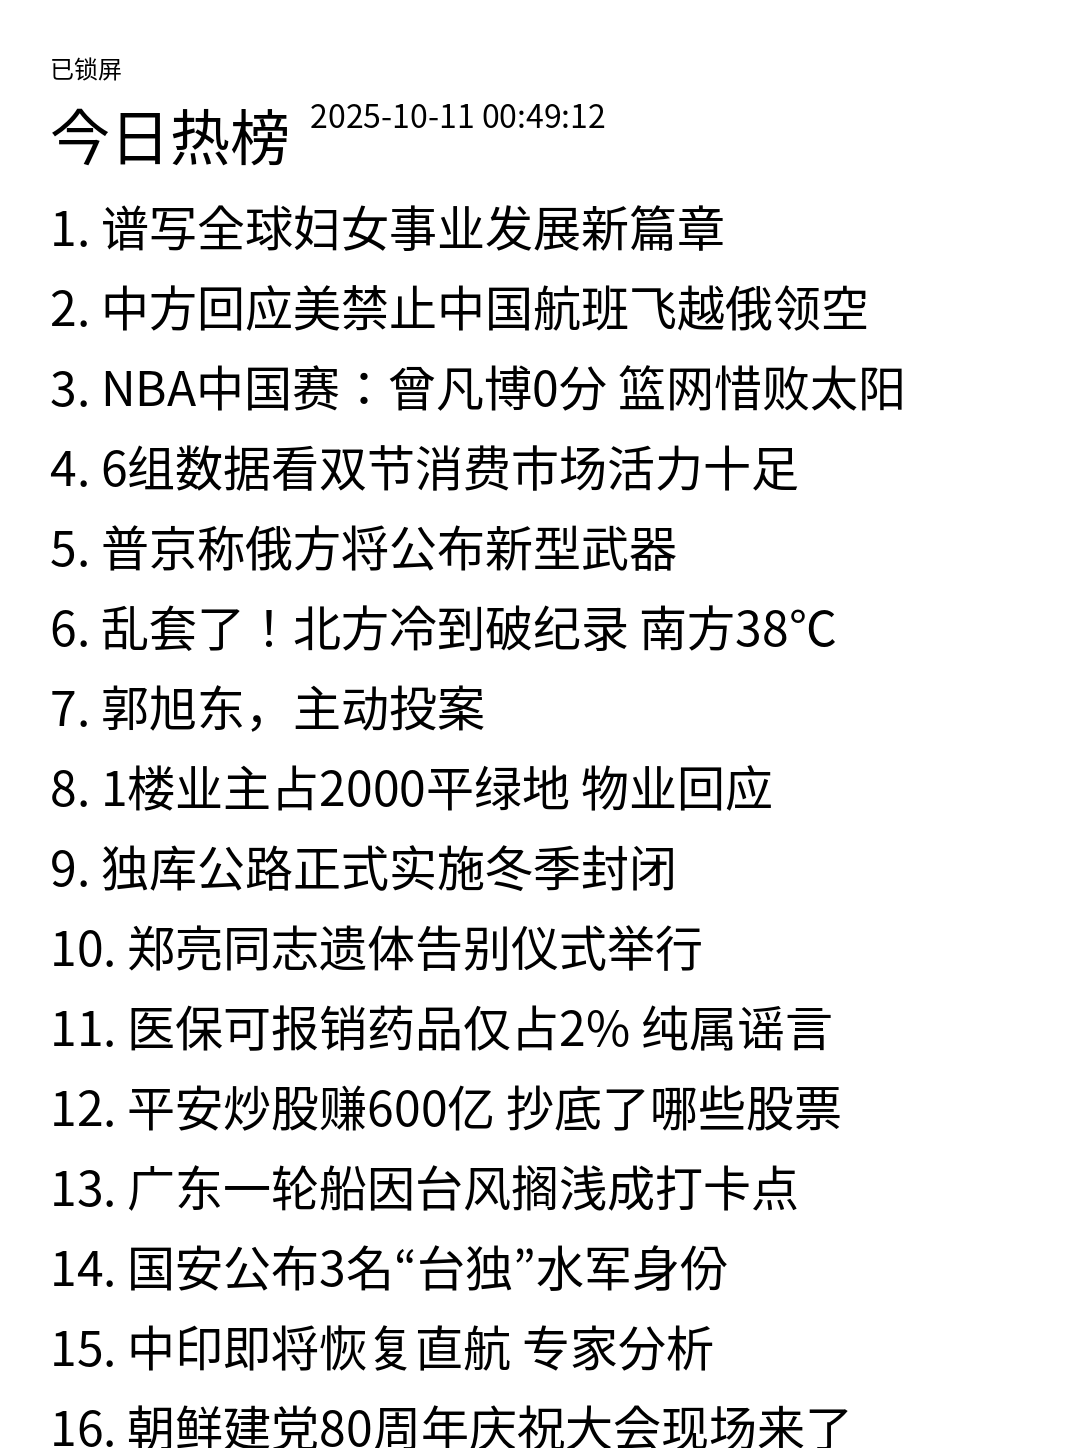 已锁屏
今日热榜 2025-10-11 00:49:12
1. 谱写全球妇女事业发展新篇章
2. 中方回应美禁止中国航班飞越俄领空
3. NBA中国赛：曾凡博0分 篮网惜败太阳
4. 6组数据看双节消费市场活力十足
5. 普京称俄方将公布新型武器
6. 乱套了！北方冷到破纪录 南方38℃
7. 郭旭东，主动投案
8. 1楼业主占2000平绿地 物业回应
9. 独库公路正式实施冬季封闭
10. 郑亮同志遗体告别仪式举行
11. 医保可报销药品仅占2% 纯属谣言
12. 平安炒股赚600亿 抄底了哪些股票
13. 广东一轮船因台风搁浅成打卡点
14. 国安公布3名“台独”水军身份
15. 中印即将恢复直航 专家分析
16. 朝鲜建党80周年庆祝大会现场来了